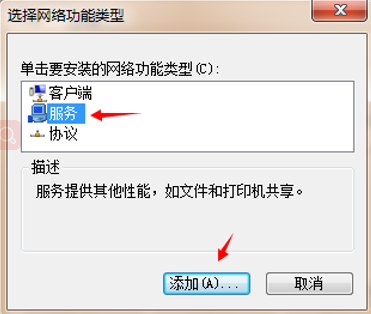 选择网络功能类型
单击要安装的网络功能类型(C):
客户端
服务
协议
描述
服务提供其他性能，如文件和打印机共享。
添加(A)...
取消